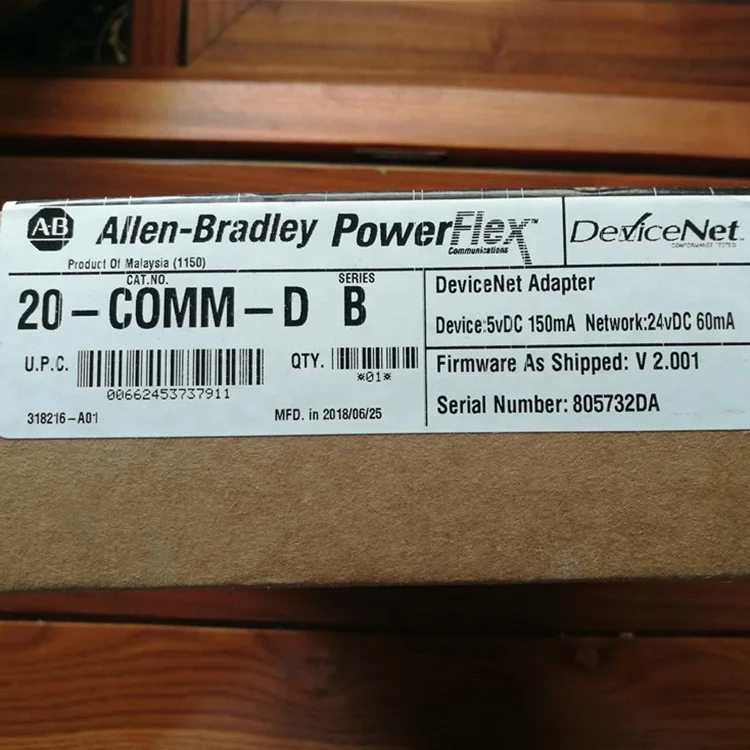 AB Allen-Bradley PowerFlex™ Communications
DeviceNet
CONFORMANCE TESTED
Product Of Malaysia (1150)
CAT.NO. SERIES
20-COMM-D B
U.P.C. QTY.
00662453737911 *01*
318216-A01 MFD. in 2018/06/25
DeviceNet Adapter
Device:5vDC 150mA Network:24vDC 60mA
Firmware As Shipped: V 2.001
Serial Number: 805732DA